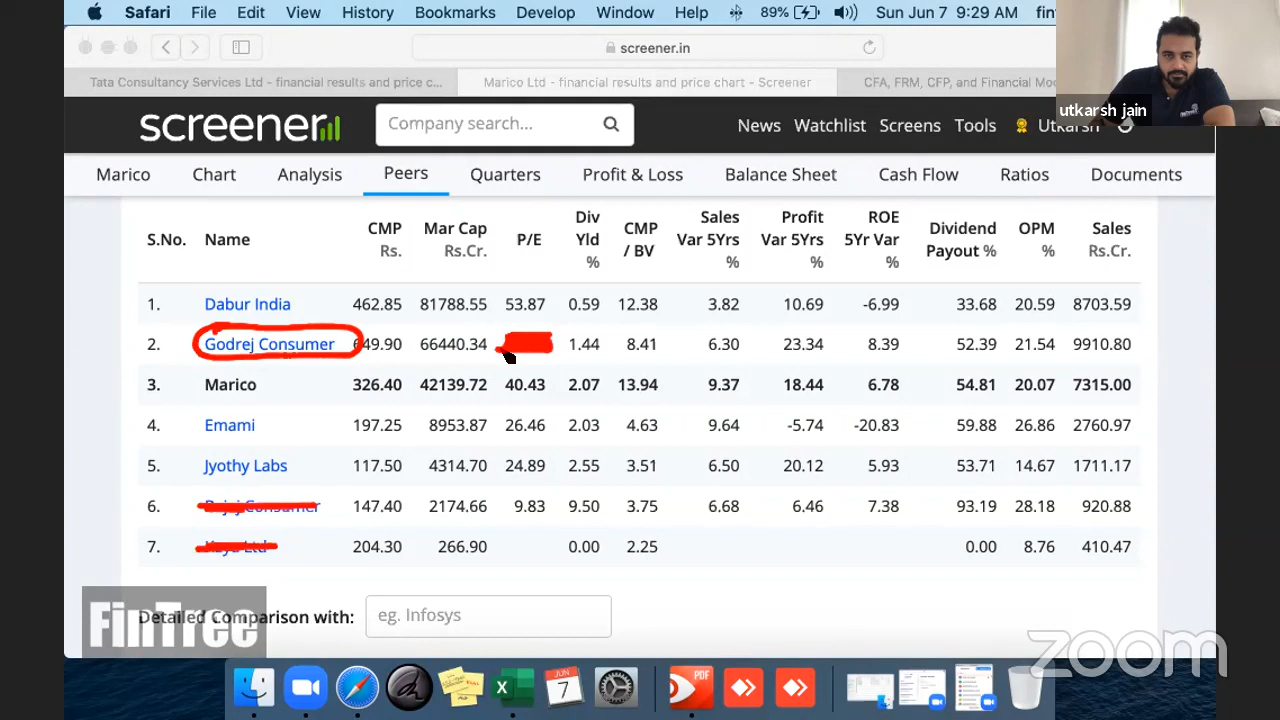 Safari File Edit View History Bookmarks Develop Window Help 89% Sun Jun 7 9:29 AM
screener.in
Tata Consultancy Services Ltd - financial results and price c... Marico Ltd - financial results and price chart - Screener CFA, FRM, CFP, and Financial Mo
utkarsh jain
screener Company search... News Watchlist Screens Tools Utkarsh
Marico Chart Analysis Peers Quarters Profit & Loss Balance Sheet Cash Flow Ratios Documents
S.No. Name CMP Rs. Mar Cap Rs.Cr. P/E Div Yld % CMP / BV Sales Var 5Yrs % Profit Var 5Yrs % ROE 5Yr Var % Dividend Payout % OPM % Sales Rs.Cr.
1. Dabur India 462.85 81788.55 53.87 0.59 12.38 3.82 10.69 -6.99 33.68 20.59 8703.59
2. Godrej Consumer 649.90 66440.34 1.44 8.41 6.30 23.34 8.39 52.39 21.54 9910.80
3. Marico 326.40 42139.72 40.43 2.07 13.94 9.37 18.44 6.78 54.81 20.07 7315.00
4. Emami 197.25 8953.87 26.46 2.03 4.63 9.64 -5.74 -20.83 59.88 26.86 2760.97
5. Jyothy Labs 117.50 4314.70 24.89 2.55 3.51 6.50 20.12 5.93 53.71 14.67 1711.17
6. Bajaj Consumer 147.40 2174.66 9.83 9.50 3.75 6.68 6.46 7.38 93.19 28.18 920.88
7. Kaya Ltd 204.30 266.90 0.00 2.25 0.00 8.76 410.47
Detailed Comparison with: eg. Infosys
FinTree
zoom
JUN
7
PDF